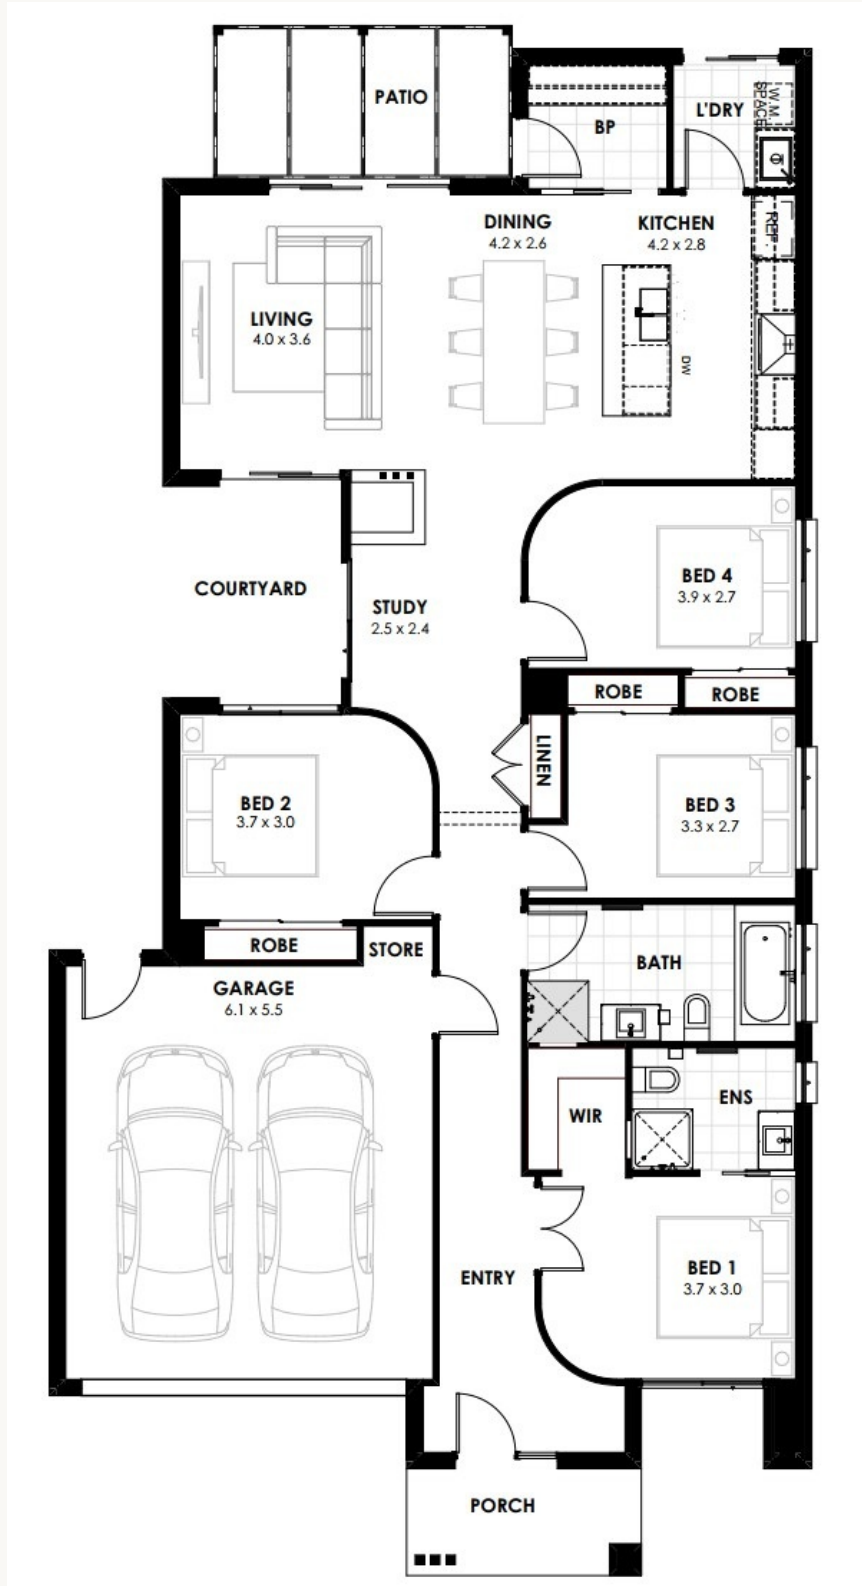 PATIO
BP
L'DRY
W.M.
SPACE
DINING
4.2 x 2.6
KITCHEN
4.2 x 2.8
REF.
LIVING
4.0 x 3.6
DW
COURTYARD
STUDY
2.5 x 2.4
BED 4
3.9 x 2.7
ROBE
ROBE
LINEN
BED 2
3.7 x 3.0
BED 3
3.3 x 2.7
ROBE
STORE
BATH
GARAGE
6.1 x 5.5
WIR
ENS
ENTRY
BED 1
3.7 x 3.0
PORCH